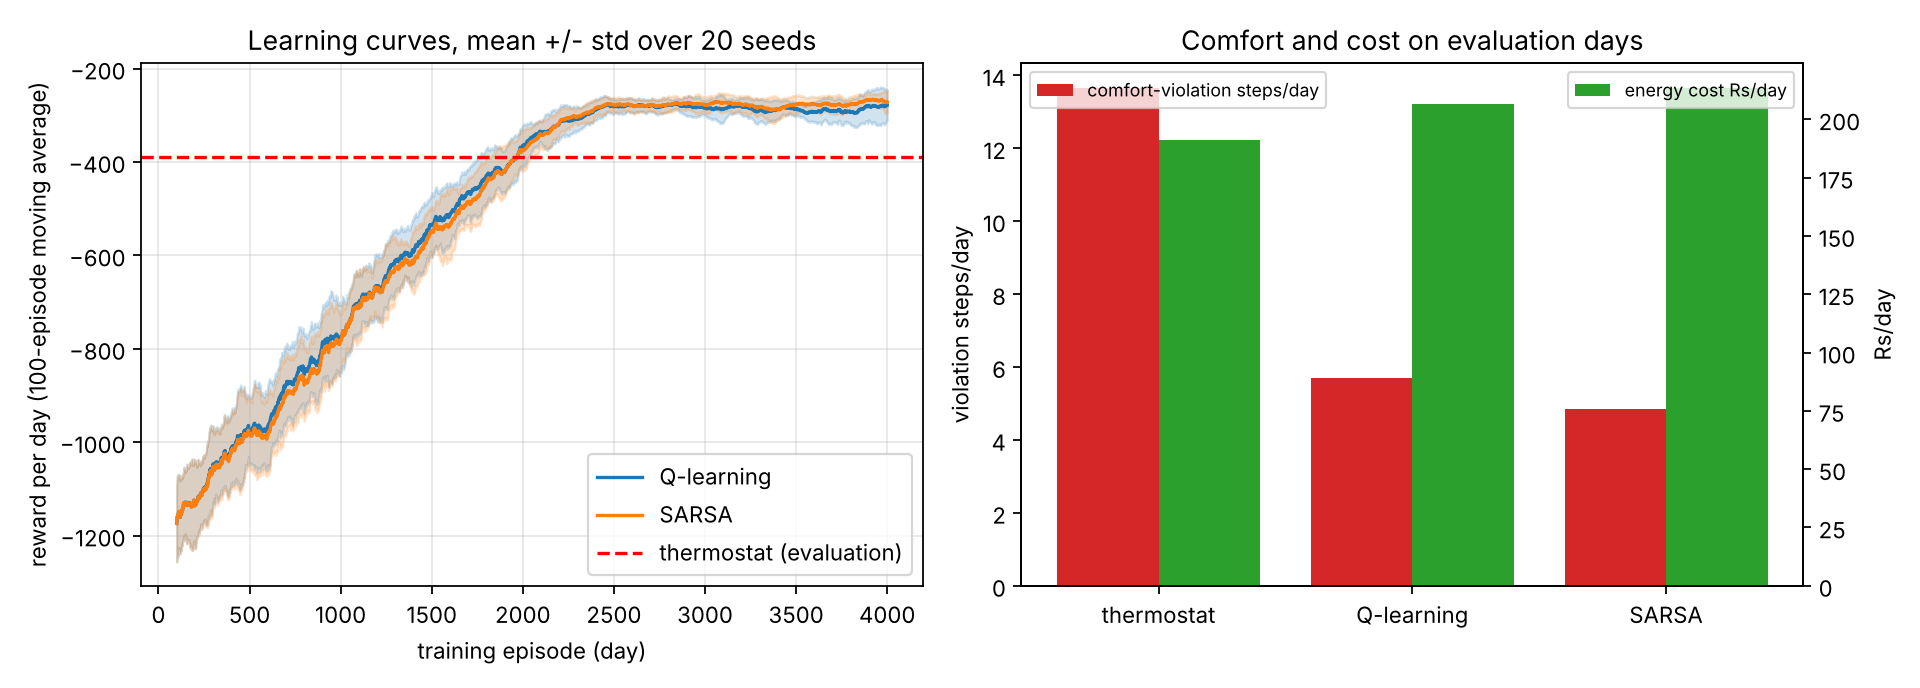 Learning curves, mean +/- std over 20 seeds
reward per day (100-episode moving average)
−200
−400
−600
−800
−1000
−1200
Q-learning
SARSA
thermostat (evaluation)
0 500 1000 1500 2000 2500 3000 3500 4000
training episode (day)
Comfort and cost on evaluation days
violation steps/day
14
12
10
8
6
4
2
0
comfort-violation steps/day
energy cost Rs/day
200
175
150
125
100
75
50
25
0
Rs/day
thermostat Q-learning SARSA